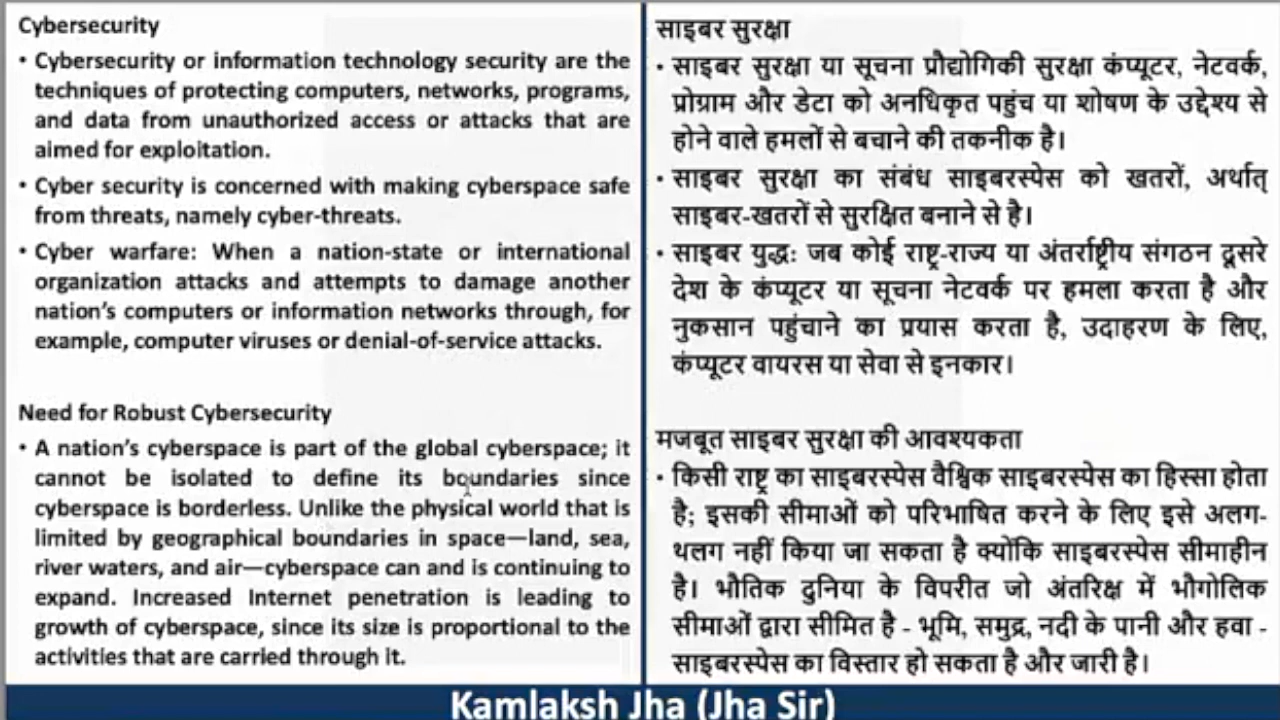 Cybersecurity
• Cybersecurity or information technology security are the
techniques of protecting computers, networks, programs,
and data from unauthorized access or attacks that are
aimed for exploitation.
• Cyber security is concerned with making cyberspace safe
from threats, namely cyber-threats.
• Cyber warfare: When a nation-state or international
organization attacks and attempts to damage another
nation’s computers or information networks through, for
example, computer viruses or denial-of-service attacks.
Need for Robust Cybersecurity
• A nation’s cyberspace is part of the global cyberspace; it
cannot be isolated to define its boundaries since
cyberspace is borderless. Unlike the physical world that is
limited by geographical boundaries in space—land, sea,
river waters, and air—cyberspace can and is continuing to
expand. Increased Internet penetration is leading to
growth of cyberspace, since its size is proportional to the
activities that are carried through it.
साइबर सुरक्षा
• साइबर सुरक्षा या सूचना प्रौद्योगिकी सुरक्षा कंप्यूटर, नेटवर्क,
प्रोग्राम और डेटा को अनधिकृत पहुंच या शोषण के उद्देश्य से
होने वाले हमलों से बचाने की तकनीक है।
• साइबर सुरक्षा का संबंध साइबरस्पेस को खतरों, अर्थात्
साइबर-खतरों से सुरक्षित बनाने से है।
• साइबर युद्ध: जब कोई राष्ट्र-राज्य या अंतर्राष्ट्रीय संगठन दूसरे
देश के कंप्यूटर या सूचना नेटवर्क पर हमला करता है और
नुकसान पहुंचाने का प्रयास करता है, उदाहरण के लिए,
कंप्यूटर वायरस या सेवा से इनकार।
मजबूत साइबर सुरक्षा की आवश्यकता
• किसी राष्ट्र का साइबरस्पेस वैश्विक साइबरस्पेस का हिस्सा होता
है; इसकी सीमाओं को परिभाषित करने के लिए इसे अलग-
थलग नहीं किया जा सकता है क्योंकि साइबरस्पेस सीमाहीन
है। भौतिक दुनिया के विपरीत जो अंतरिक्ष में भौगोलिक
सीमाओं द्वारा सीमित है - भूमि, समुद्र, नदी के पानी और हवा -
साइबरस्पेस का विस्तार हो सकता है और जारी है।
Kamlaksh Jha (Jha Sir)